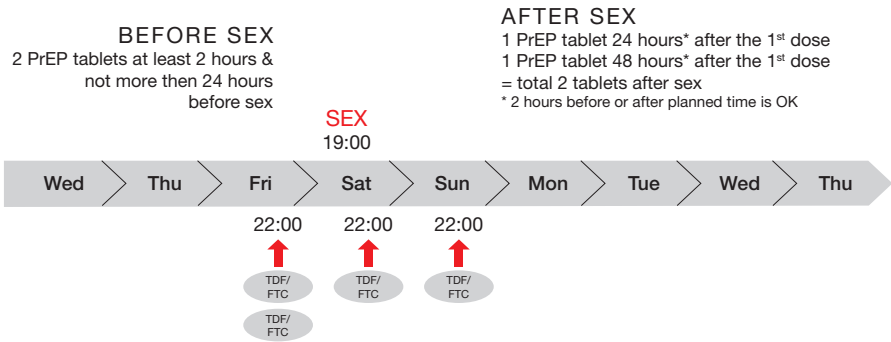 BEFORE SEX
2 PrEP tablets at least 2 hours &
not more then 24 hours
before sex
AFTER SEX
1 PrEP tablet 24 hours* after the 1st dose
1 PrEP tablet 48 hours* after the 1st dose
= total 2 tablets after sex
* 2 hours before or after planned time is OK
SEX
19:00
Wed Thu Fri Sat Sun Mon Tue Wed Thu
22:00 22:00 22:00
TDF/ TDF/ TDF/
FTC FTC FTC
TDF/
FTC